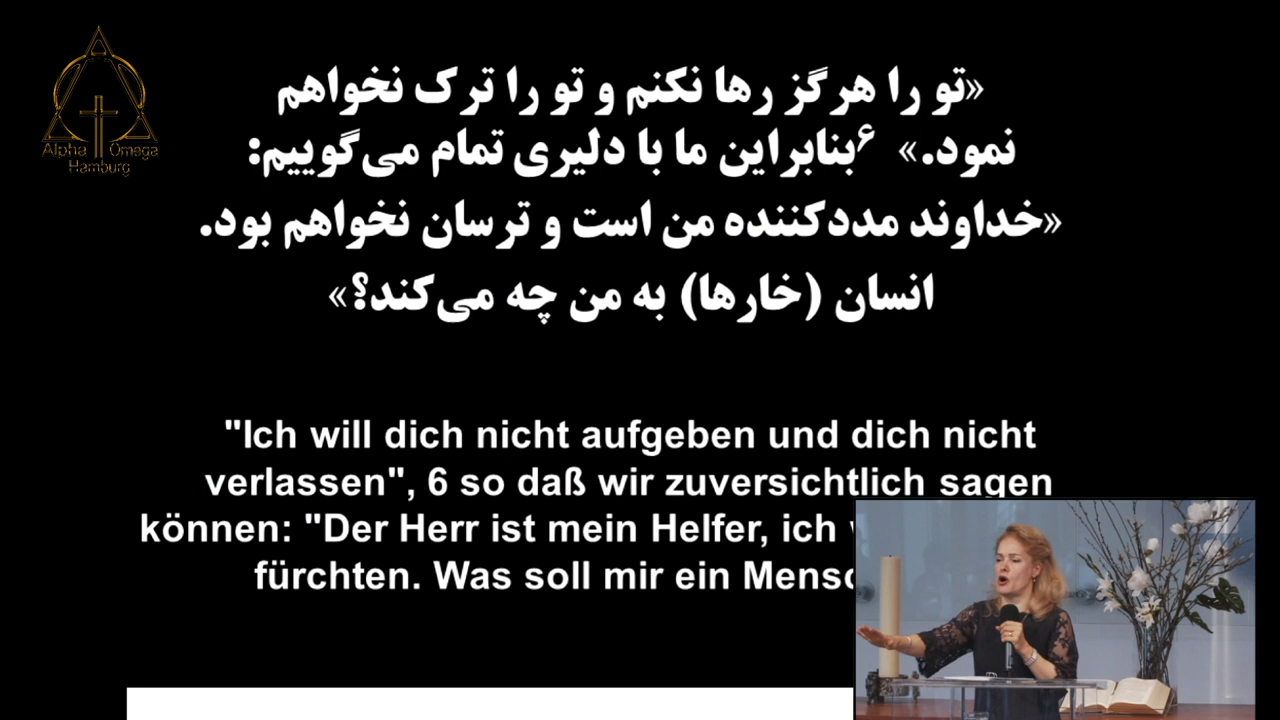 Alpha Omega
Hamburg
«تو را هرگز رها نکنم و تو را ترک نخواهم
نمود.» ۶بنابراین ما با دلیری تمام می‌گوییم:
«خداوند مددکننده من است و ترسان نخواهم بود.
انسان (خارها) به من چه می‌کند؟»
"Ich will dich nicht aufgeben und dich nicht
verlassen", 6 so daß wir zuversichtlich sagen
können: "Der Herr ist mein Helfer, ich
fürchten. Was soll mir ein